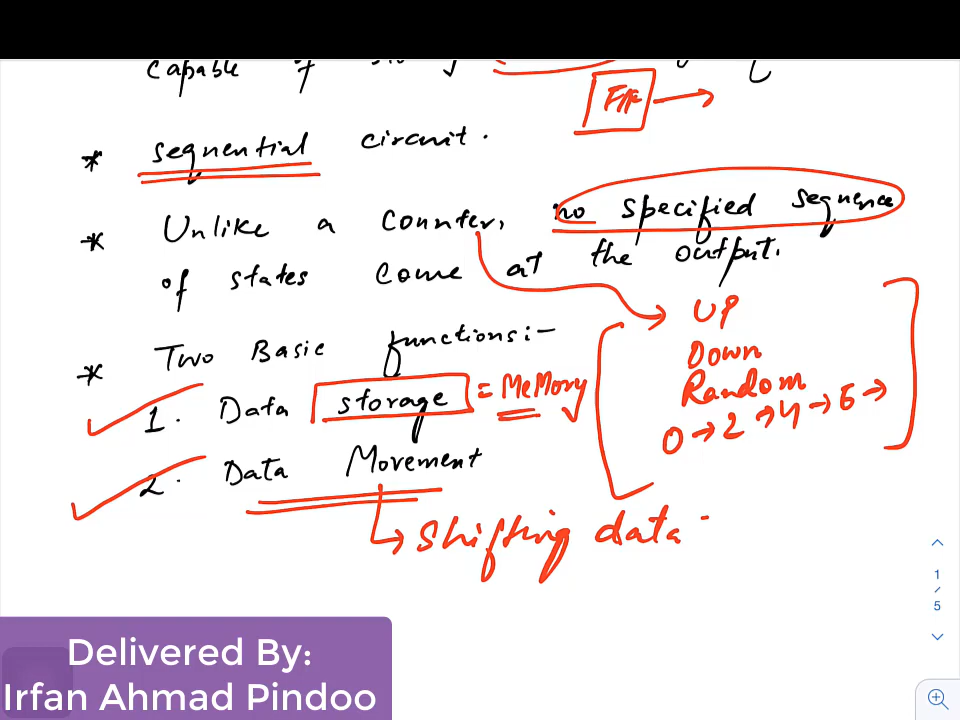 capable of
F/F →
* sequential circuit.
* Unlike a counter, no specified sequence
of states come at the output.
UP
Down
Random
0 → 2 → 4 → 6 →
* Two Basic functions:-
1. Data storage = MeMory
2. Data Movement
→ Shifting data
1
/
5
Delivered By:
Irfan Ahmad Pindoo